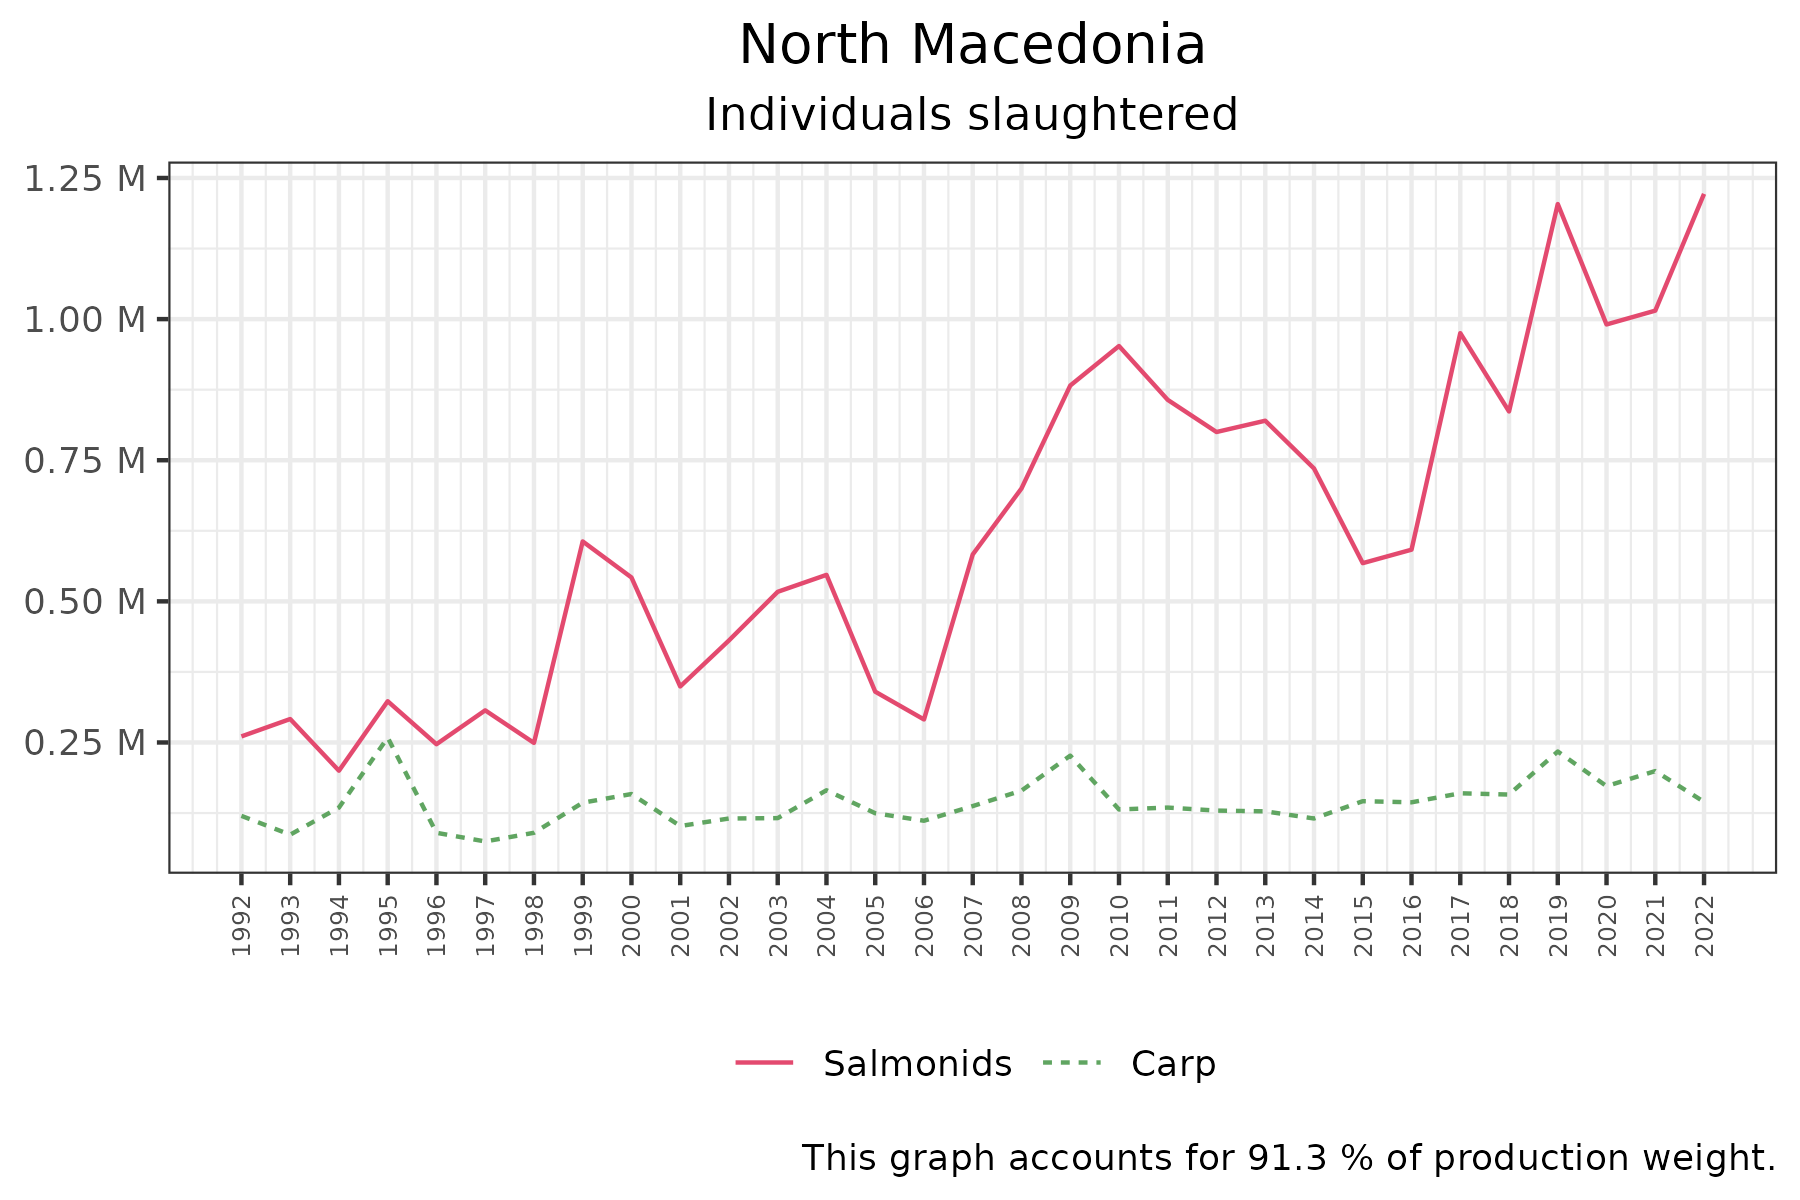 North Macedonia
Individuals slaughtered
1.25 M
1.00 M
0.75 M
0.50 M
0.25 M
1992 1993 1994 1995 1996 1997 1998 1999 2000 2001 2002 2003 2004 2005 2006 2007 2008 2009 2010 2011 2012 2013 2014 2015 2016 2017 2018 2019 2020 2021 2022
Salmonids Carp
This graph accounts for 91.3 % of production weight.